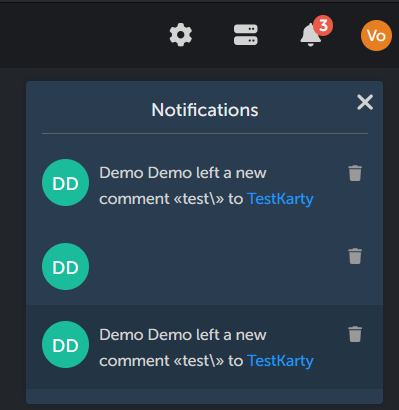 3
Vo
Notifications
DD
Demo Demo left a new
comment «test\» to TestKarty
DD
DD
Demo Demo left a new
comment «test\» to TestKarty